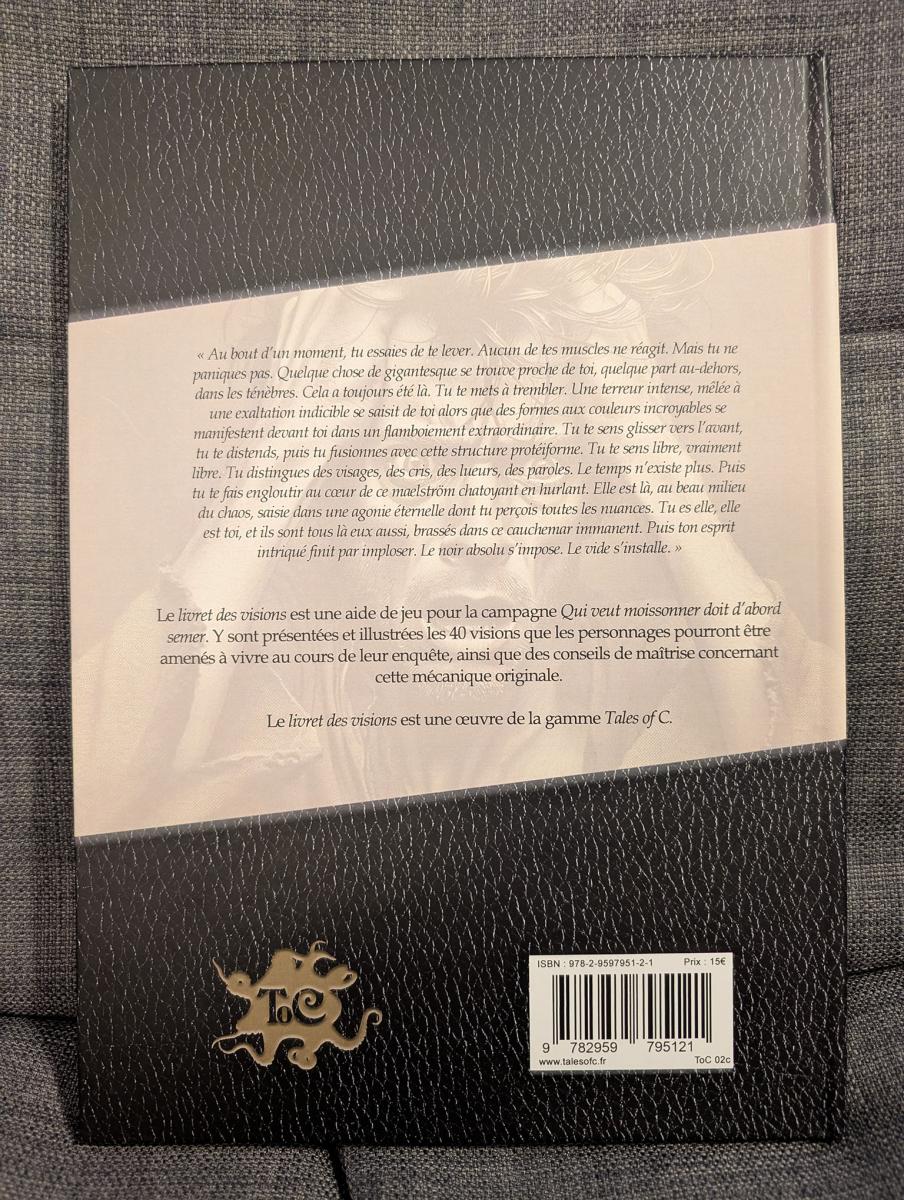 « Au bout d'un moment, tu essaies de te lever. Aucun de tes muscles ne réagit. Mais tu ne
paniques pas. Quelque chose de gigantesque se trouve proche de toi, quelque part au-dehors,
dans les ténèbres. Cela a toujours été là. Tu te mets à trembler. Une terreur intense, mêlée à
une exaltation indicible se saisit de toi alors que des formes aux couleurs incroyables se
manifestent devant toi dans un flamboiement extraordinaire. Tu te sens glisser vers l'avant,
tu te distends, puis tu fusionnes avec cette structure protéiforme. Tu te sens libre, vraiment
libre. Tu distingues des visages, des cris, des lueurs, des paroles. Le temps n'existe plus. Puis
tu te fais engloutir au cœur de ce maelström chatoyant en hurlant. Elle est là, au beau milieu
du chaos, saisie dans une agonie éternelle dont tu perçois toutes les nuances. Tu es elle, elle
est toi, et ils sont tous là eux aussi, brassés dans ce cauchemar immanent. Puis ton esprit
intriqué finit par imploser. Le noir absolu s'impose. Le vide s'installe. »
Le livret des visions est une aide de jeu pour la campagne Qui veut moissonner doit d'abord
semer. Y sont présentées et illustrées les 40 visions que les personnages pourront être
amenés à vivre au cours de leur enquête, ainsi que des conseils de maîtrise concernant
cette mécanique originale.
Le livret des visions est une œuvre de la gamme Tales of C.
ToC
ISBN : 978-2-9597951-2-1 Prix : 15€
9 782959 795121
www.talesofc.fr ToC 02c